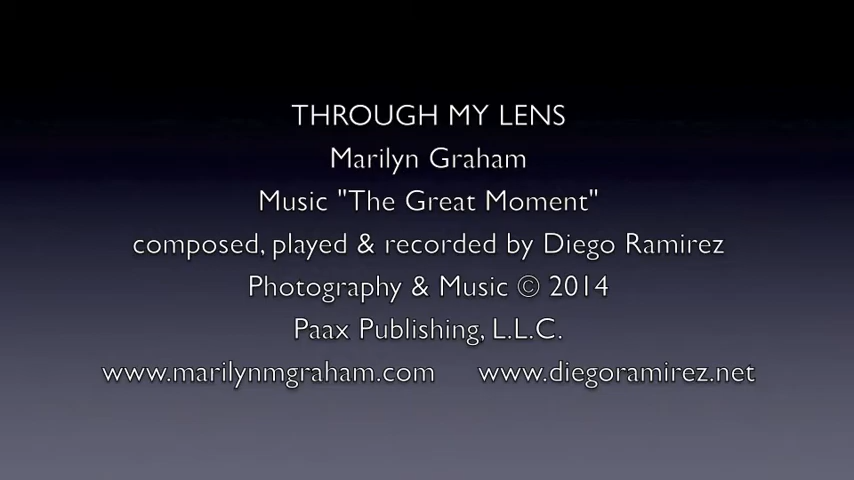 THROUGH MY LENS
Marilyn Graham
Music "The Great Moment"
composed, played & recorded by Diego Ramirez
Photography & Music © 2014
Paax Publishing, L.L.C.
www.marilynmgraham.com www.diegoramirez.net